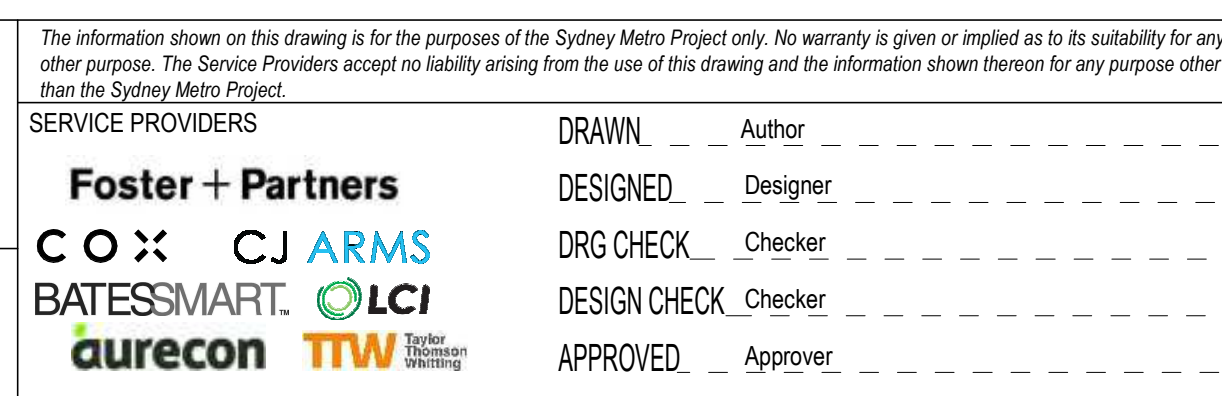 The information shown on this drawing is for the purposes of the Sydney Metro Project only. No warranty is given or implied as to its suitability for any
other purpose. The Service Providers accept no liability arising from the use of this drawing and the information shown thereon for any purpose other
than the Sydney Metro Project.
SERVICE PROVIDERS
Foster + Partners
COX CJ ARMS
BATESSMART™ LCI
aurecon TTW Taylor
Thomson
Whitting
DRAWN Author
DESIGNED Designer
DRG CHECK Checker
DESIGN CHECK Checker
APPROVED Approver